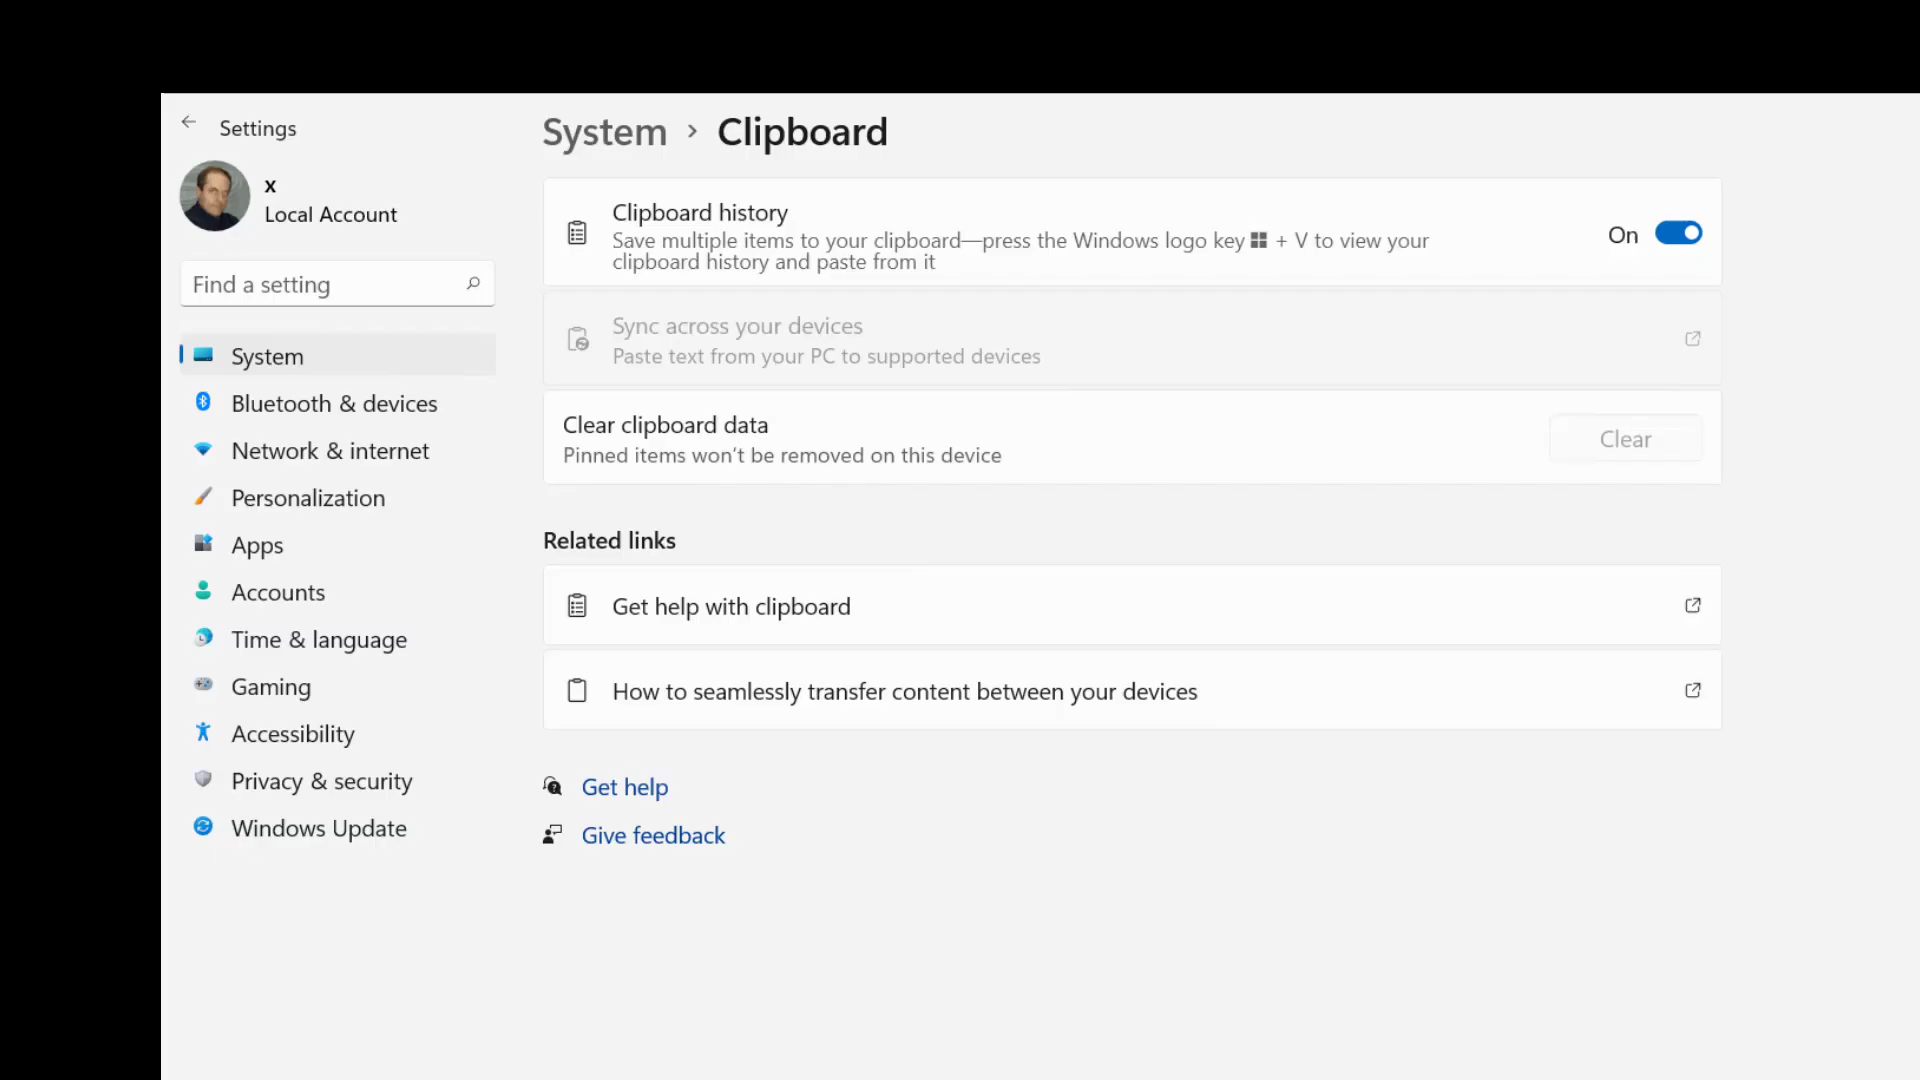 Settings
x
Local Account
Find a setting
System
Bluetooth & devices
Network & internet
Personalization
Apps
Accounts
Time & language
Gaming
Accessibility
Privacy & security
Windows Update
System › Clipboard
Clipboard history
Save multiple items to your clipboard—press the Windows logo key + V to view your
clipboard history and paste from it
On
Sync across your devices
Paste text from your PC to supported devices
Clear clipboard data
Pinned items won't be removed on this device
Clear
Related links
Get help with clipboard
How to seamlessly transfer content between your devices
Get help
Give feedback